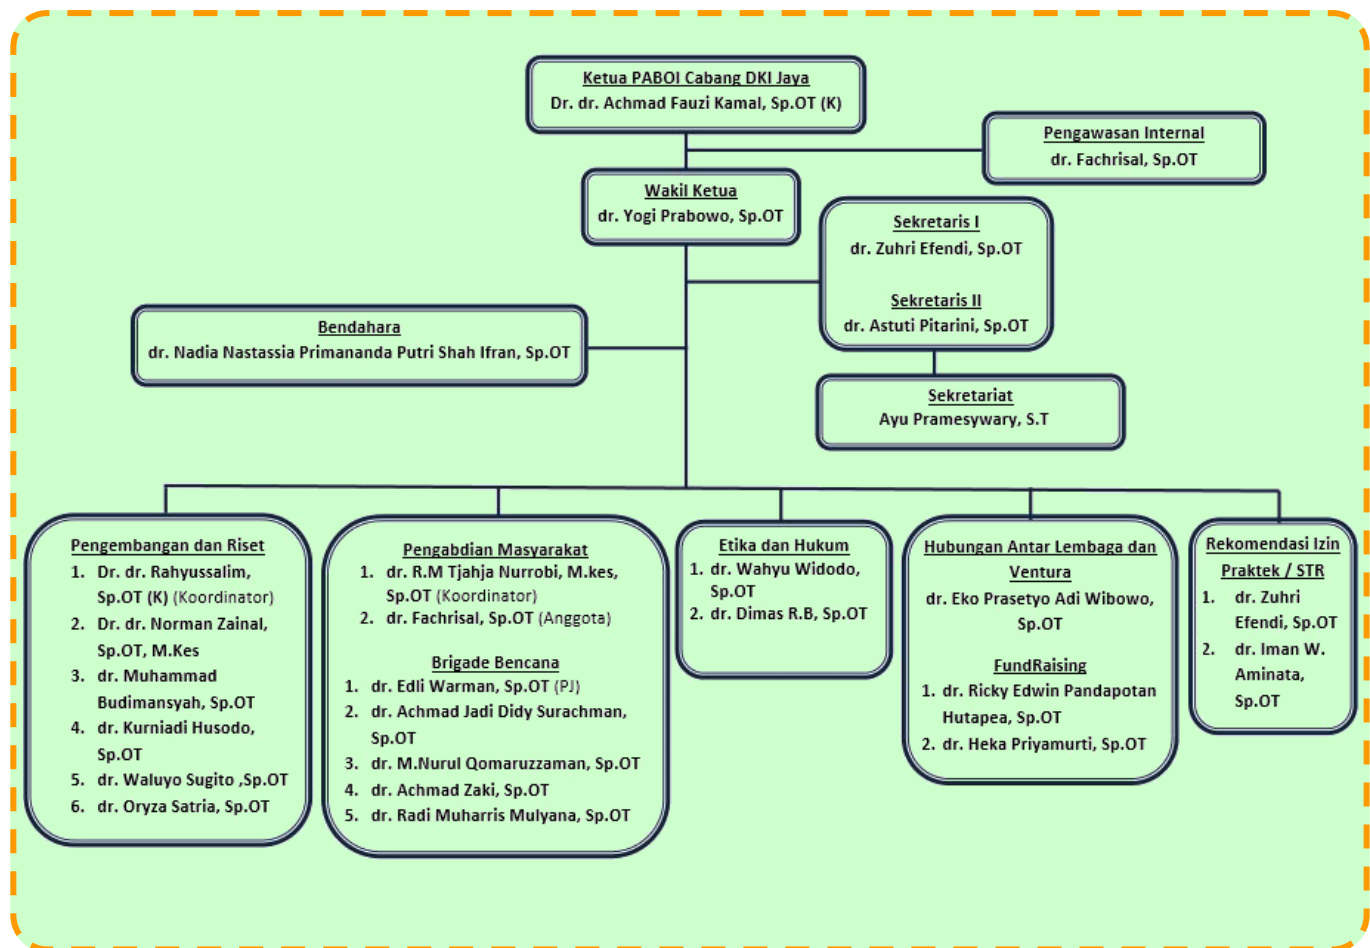 Ketua PABOI Cabang DKI Jaya
Dr. dr. Achmad Fauzi Kamal, Sp.OT (K)
Pengawasan Internal
dr. Fachrisal, Sp.OT
Wakil Ketua
dr. Yogi Prabowo, Sp.OT
Sekretaris I
dr. Zuhri Efendi, Sp.OT
Sekretaris II
dr. Astuti Pitarini, Sp.OT
Bendahara
dr. Nadia Nastassia Primananda Putri Shah Ifran, Sp.OT
Sekretariat
Ayu Pramesywary, S.T
Pengembangan dan Riset
1. Dr. dr. Rahyussalim,
Sp.OT (K) (Koordinator)
2. Dr. dr. Norman Zainal,
Sp.OT, M.Kes
3. dr. Muhammad
Budimansyah, Sp.OT
4. dr. Kurniadi Husodo,
Sp.OT
5. dr. Waluyo Sugito ,Sp.OT
6. dr. Oryza Satria, Sp.OT
Pengabdian Masyarakat
1. dr. R.M Tjahja Nurrobi, M.kes,
Sp.OT (Koordinator)
2. dr. Fachrisal, Sp.OT (Anggota)
Brigade Bencana
1. dr. Edli Warman, Sp.OT (PJ)
2. dr. Achmad Jadi Didy Surachman,
Sp.OT
3. dr. M.Nurul Qomaruzzaman, Sp.OT
4. dr. Achmad Zaki, Sp.OT
5. dr. Radi Muharris Mulyana, Sp.OT
Etika dan Hukum
1. dr. Wahyu Widodo,
Sp.OT
2. dr. Dimas R.B, Sp.OT
Hubungan Antar Lembaga dan
Ventura
dr. Eko Prasetyo Adi Wibowo,
Sp.OT
FundRaising
1. dr. Ricky Edwin Pandapotan
Hutapea, Sp.OT
2. dr. Heka Priyamurti, Sp.OT
Rekomendasi Izin
Praktek / STR
1. dr. Zuhri
Efendi, Sp.OT
2. dr. Iman W.
Aminata,
Sp.OT